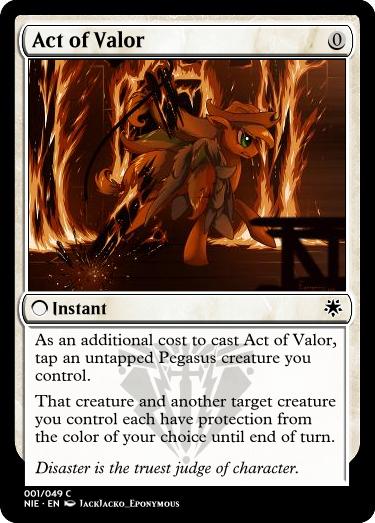 Act of Valor 0
Instant
As an additional cost to cast Act of Valor,
tap an untapped Pegasus creature you
control.
That creature and another target creature
you control each have protection from
the color of your choice until end of turn.
Disaster is the truest judge of character.
001/049 C
NIE • EN JackJacko_Eponymous